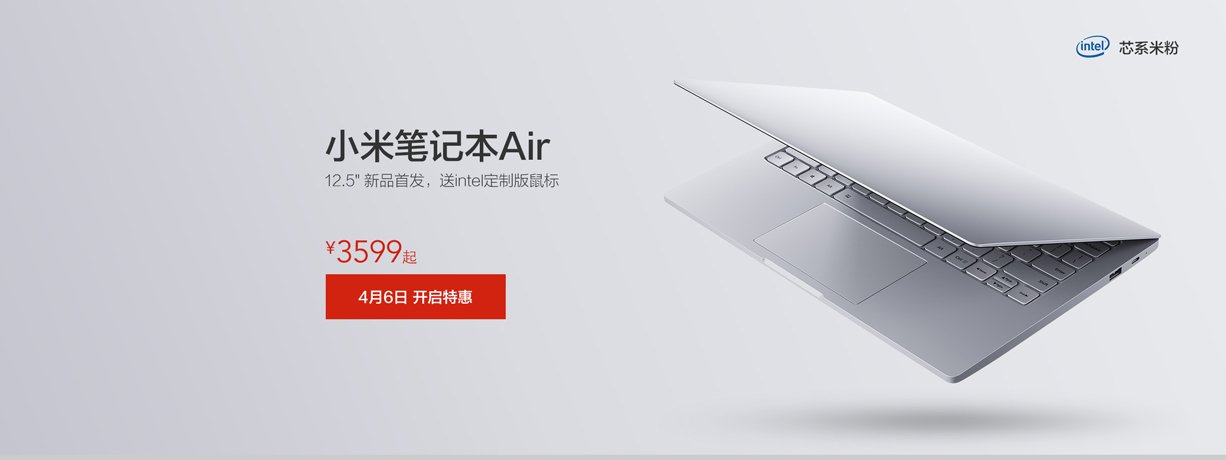 intel 芯系米粉
小米笔记本Air
12.5" 新品首发，送intel定制版鼠标
¥3599起
4月6日 开启特惠